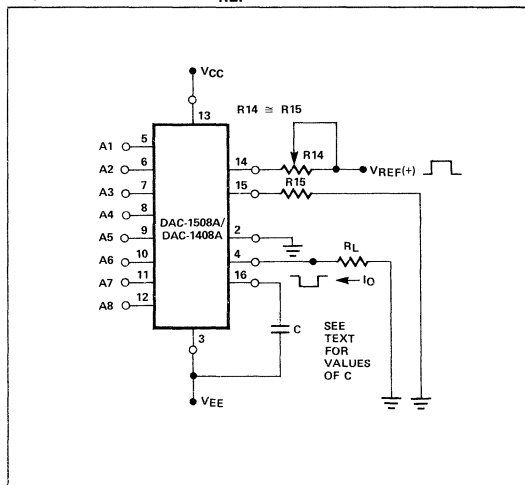 REF
VCC
13
R14 ≅ R15
A1 5
A2 6
A3 7
A4 8
A5 9
A6 10
A7 11
A8 12
DAC-1508A/
DAC-1408A
14
R14
VREF(+)
15
R15
2
4
RL
IO
16
C
SEE
TEXT
FOR
VALUES
OF C
3
VEE